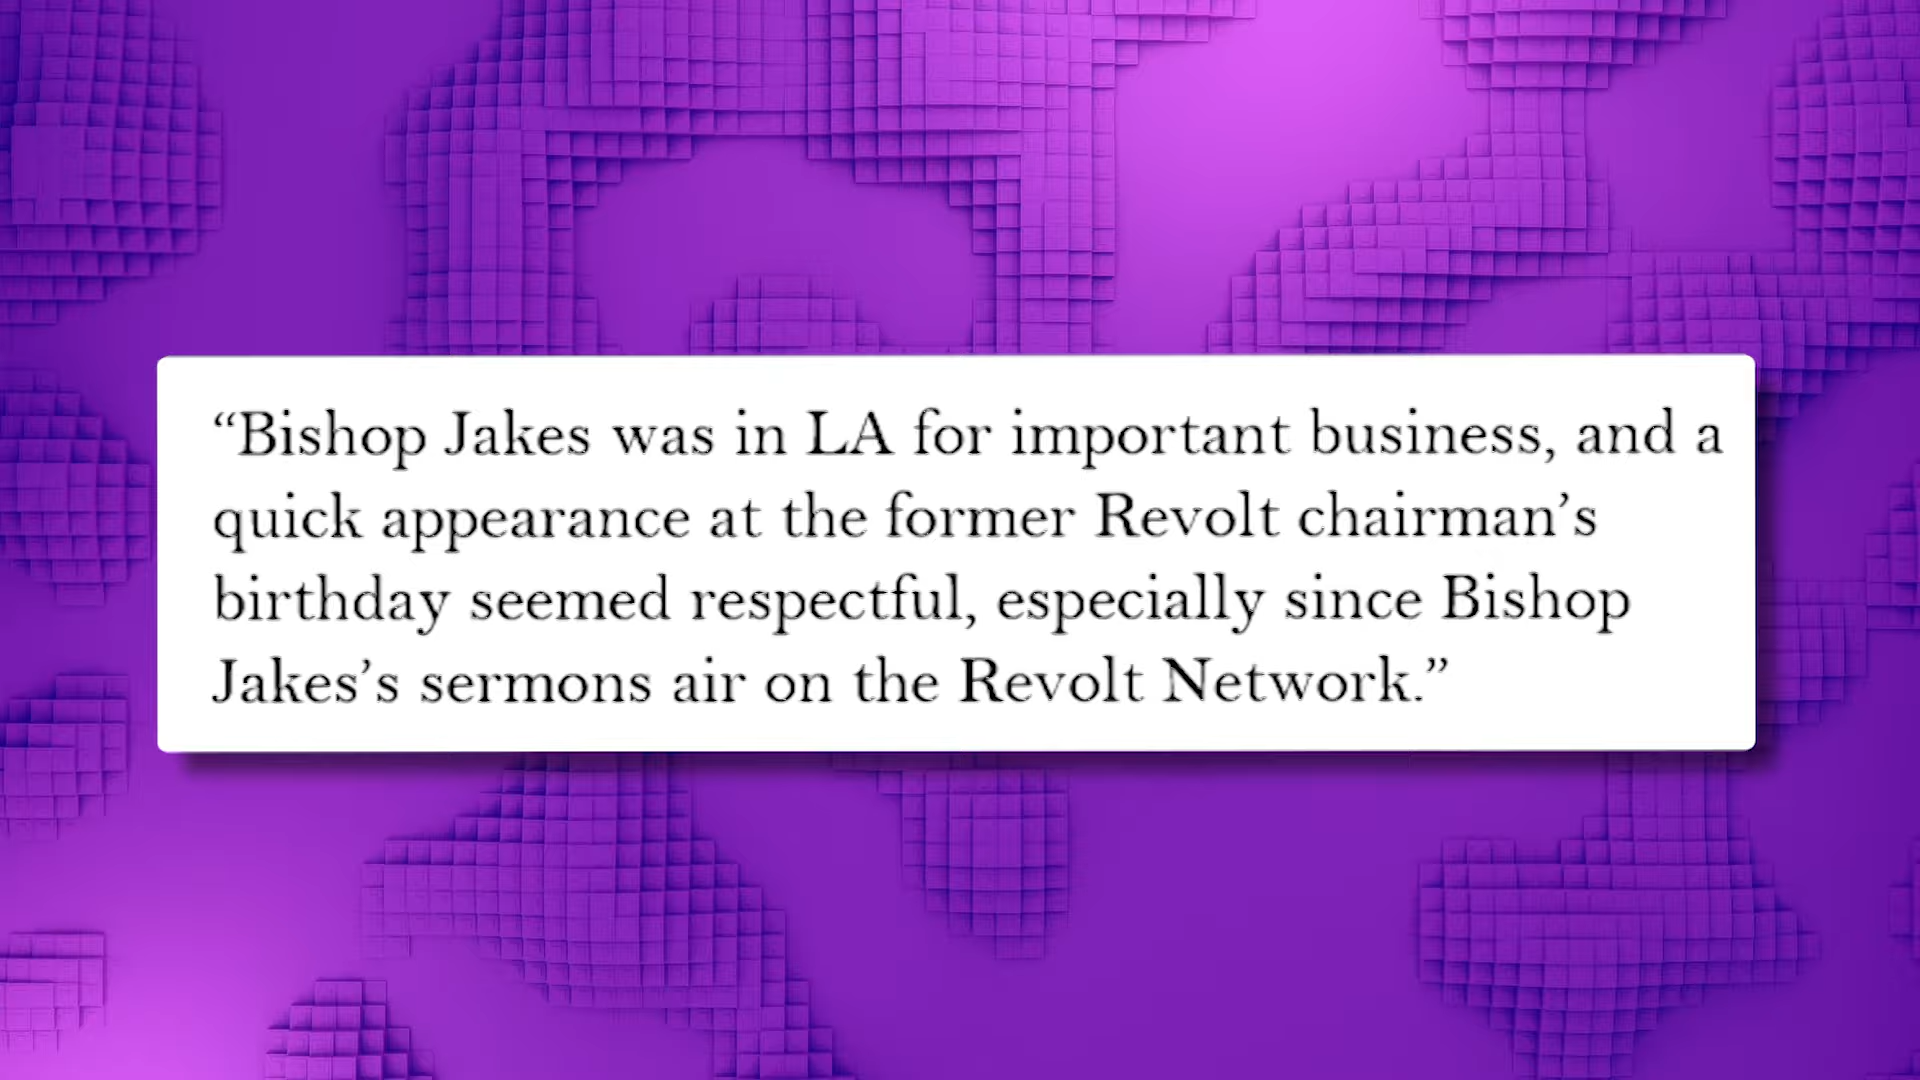 “Bishop Jakes was in LA for important business, and a
quick appearance at the former Revolt chairman’s
birthday seemed respectful, especially since Bishop
Jakes’s sermons air on the Revolt Network.”